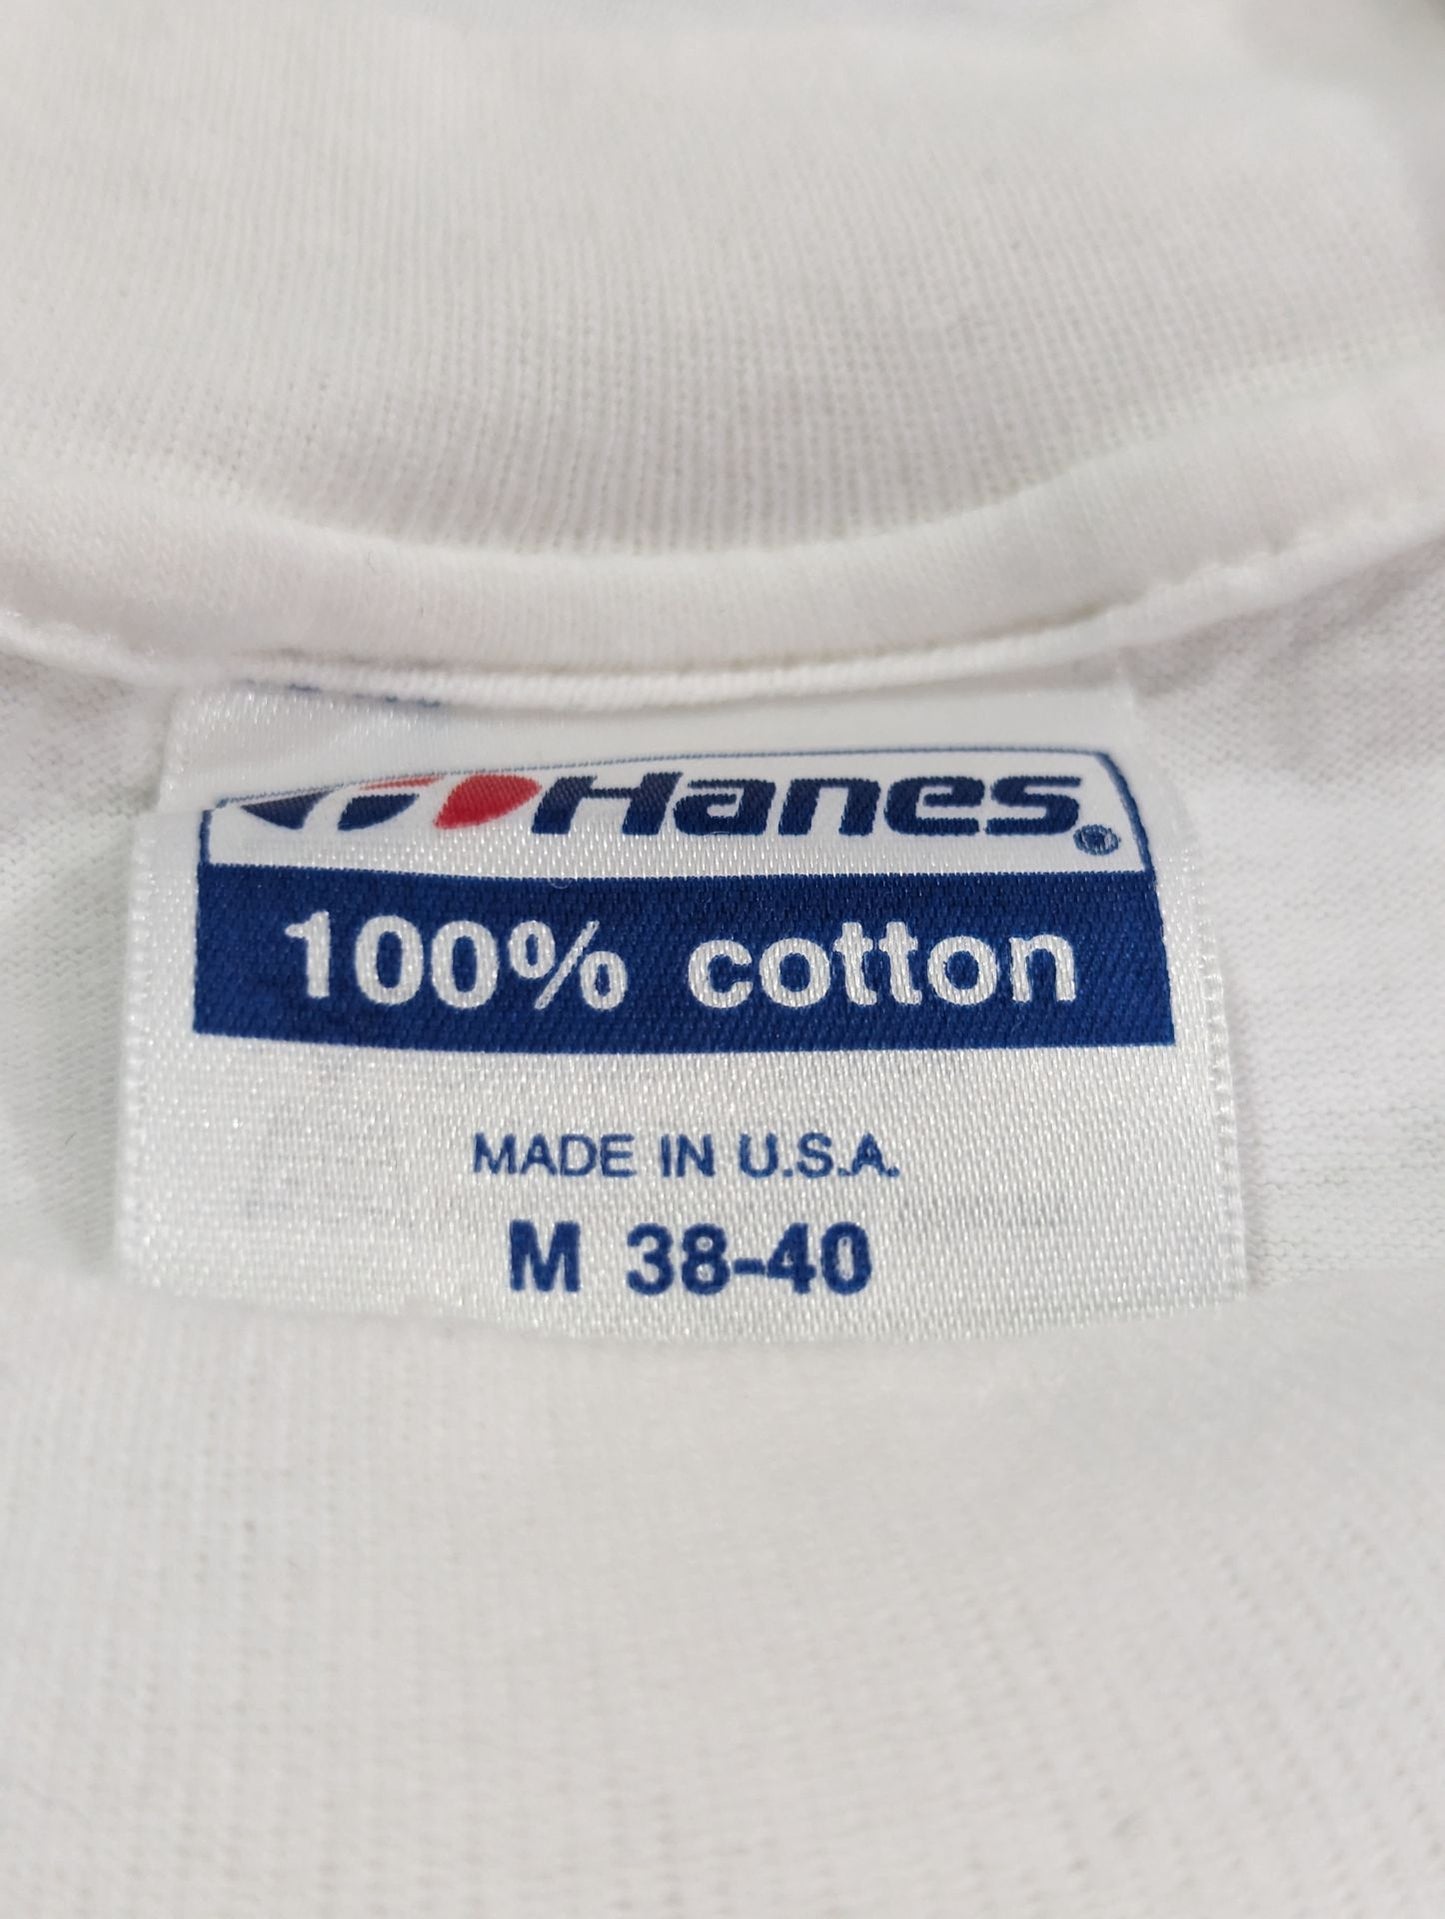 Hanes®
100% cotton
MADE IN U.S.A.
M 38-40